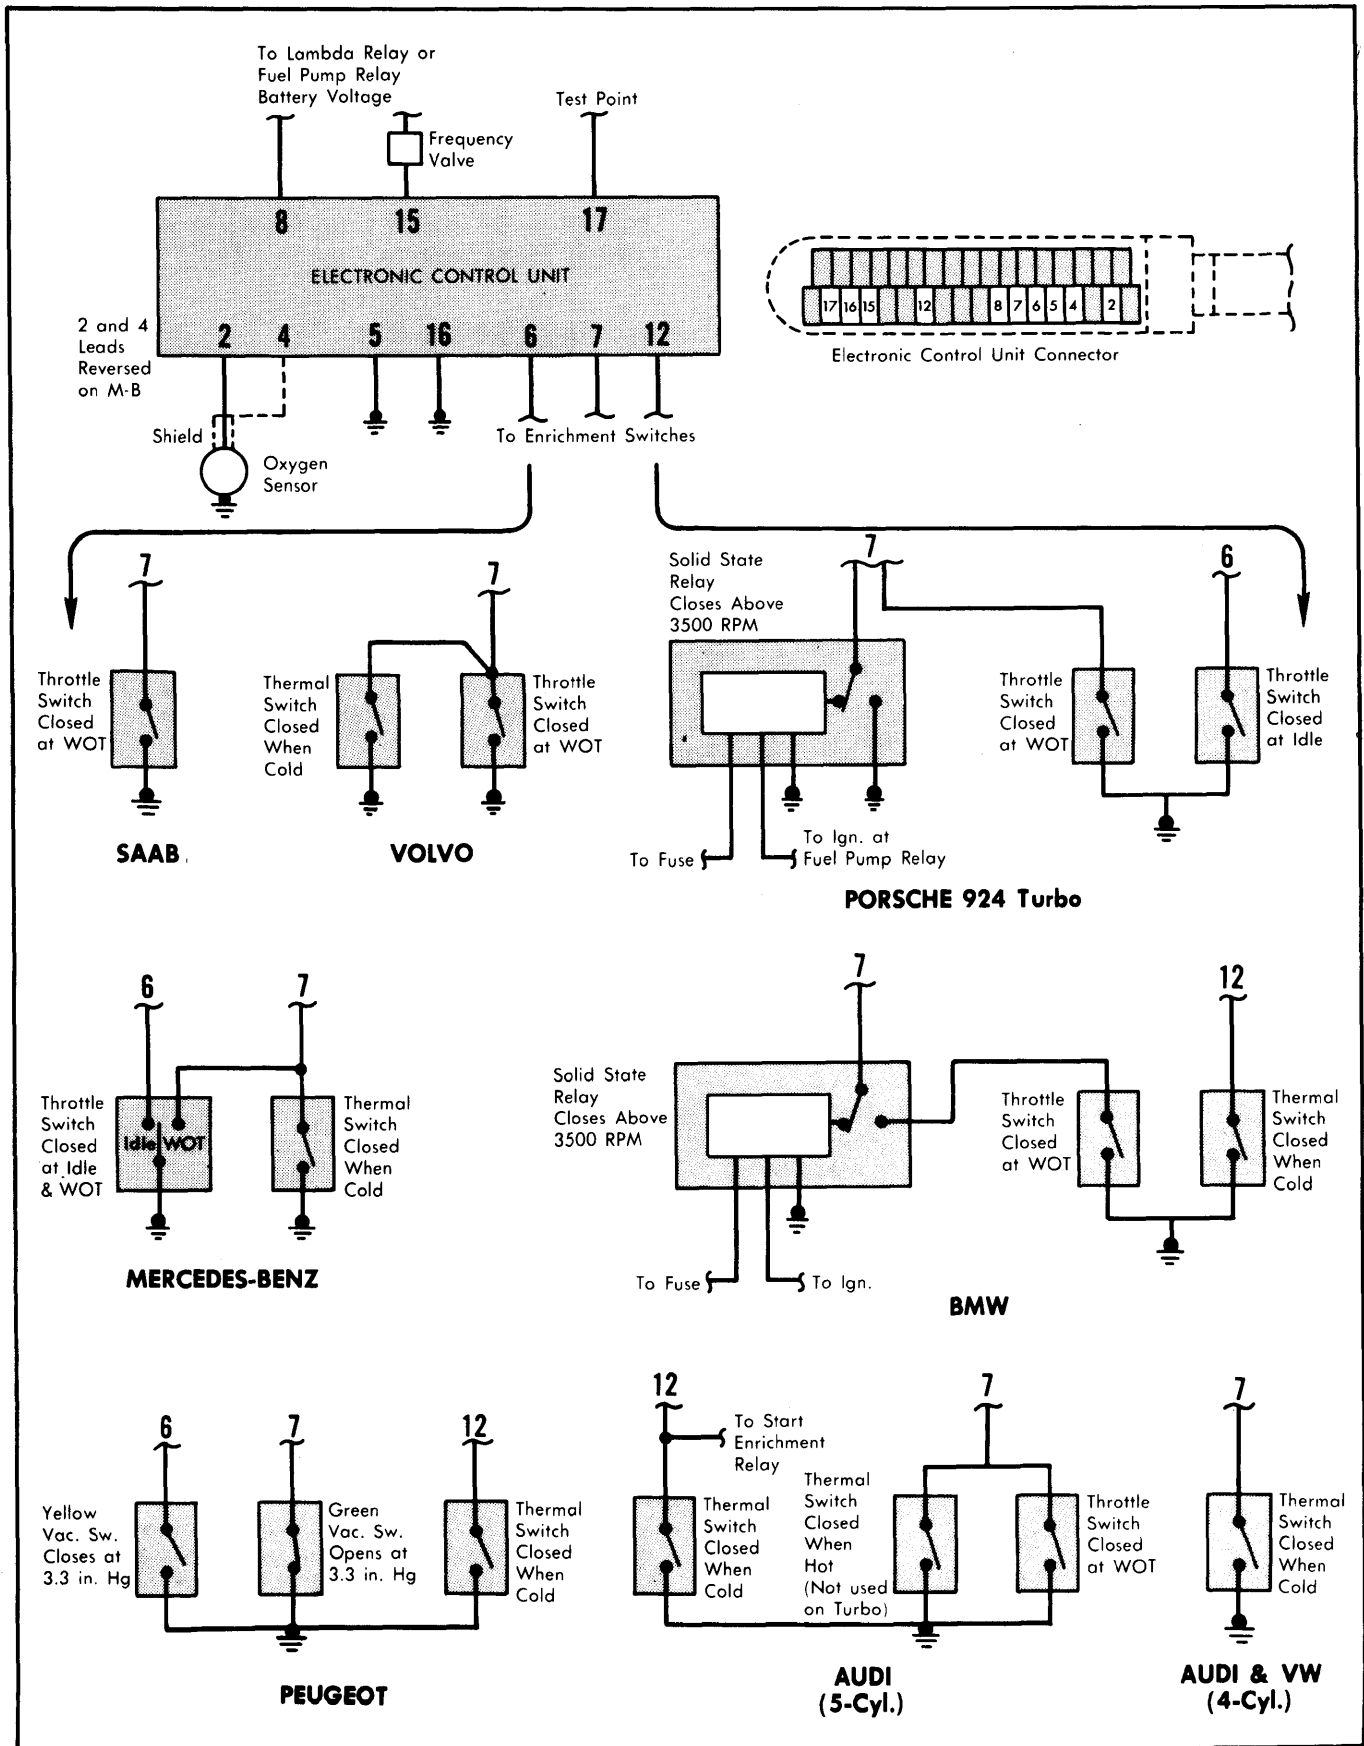 To Lambda Relay or
Fuel Pump Relay
Battery Voltage
Test Point
Frequency
Valve
8 15 17
ELECTRONIC CONTROL UNIT
2 4 5 16 6 7 12
2 and 4
Leads
Reversed
on M-B
Shield
Oxygen
Sensor
To Enrichment Switches
17 16 15 12 8 7 6 5 4 2
Electronic Control Unit Connector
7
Throttle
Switch
Closed
at WOT
SAAB
7
Thermal
Switch
Closed
When
Cold
Throttle
Switch
Closed
at WOT
VOLVO
7
Solid State
Relay
Closes Above
3500 RPM
To Fuse
To Ign. at
Fuel Pump Relay
Throttle
Switch
Closed
at WOT
6
Throttle
Switch
Closed
at Idle
PORSCHE 924 Turbo
6
7
Throttle
Switch
Closed
at Idle
& WOT
Idle WOT
Thermal
Switch
Closed
When
Cold
MERCEDES-BENZ
7
Solid State
Relay
Closes Above
3500 RPM
To Fuse
To Ign.
Throttle
Switch
Closed
at WOT
12
Thermal
Switch
Closed
When
Cold
BMW
6
7
12
Yellow
Vac. Sw.
Closes at
3.3 in. Hg
Green
Vac. Sw.
Opens at
3.3 in. Hg
Thermal
Switch
Closed
When
Cold
PEUGEOT
12
To Start
Enrichment
Relay
Thermal
Switch
Closed
When
Cold
7
Thermal
Switch
Closed
When
Hot
(Not used
on Turbo)
Throttle
Switch
Closed
at WOT
AUDI
(5-Cyl.)
7
Thermal
Switch
Closed
When
Cold
AUDI & VW
(4-Cyl.)